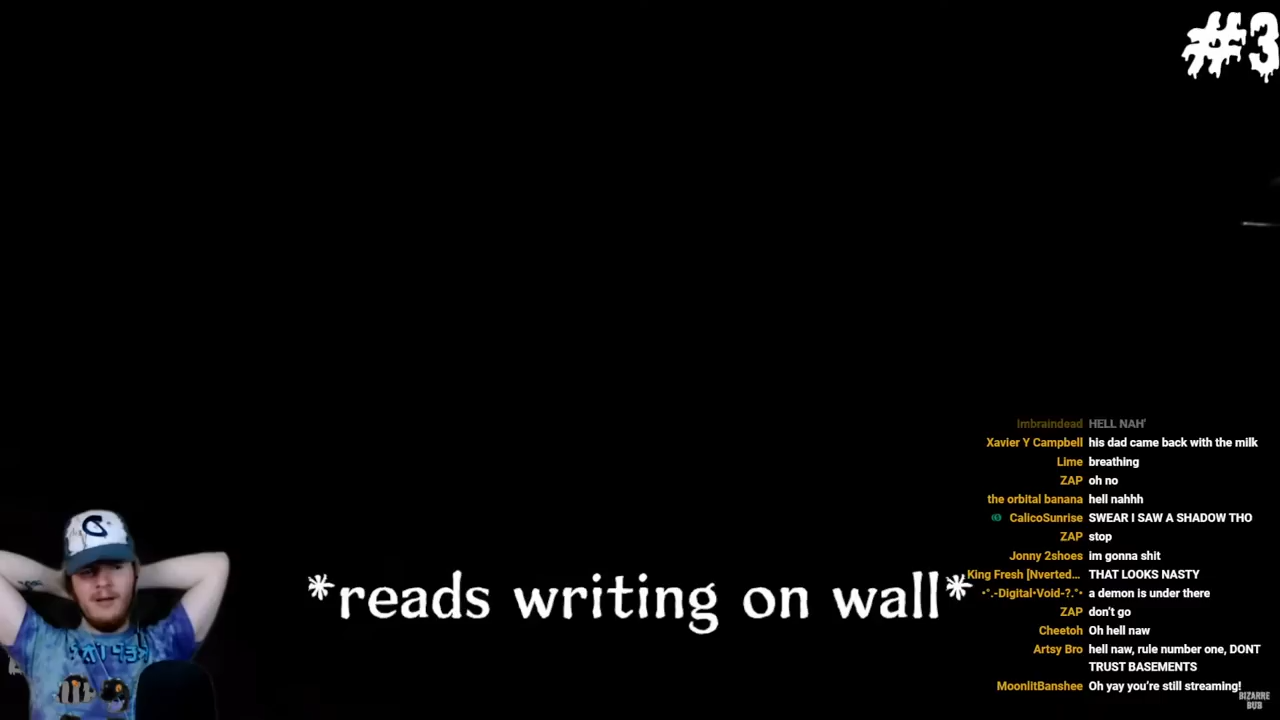 #3
Imbraindead HELL NAH'
Xavier Y Campbell his dad came back with the milk
Lime breathing
ZAP oh no
the orbital banana hell nahhh
CalicoSunrise SWEAR I SAW A SHADOW THO
ZAP stop
Jonny 2shoes im gonna shit
King Fresh [Nverted... THAT LOOKS NASTY
•°.-Digital•Void-?.°• a demon is under there
ZAP don't go
Cheetoh Oh hell naw
Artsy Bro hell naw, rule number one, DONT
TRUST BASEMENTS
MoonlitBanshee Oh yay you're still streaming!
*reads writing on wall*
BIZARRE
BUB